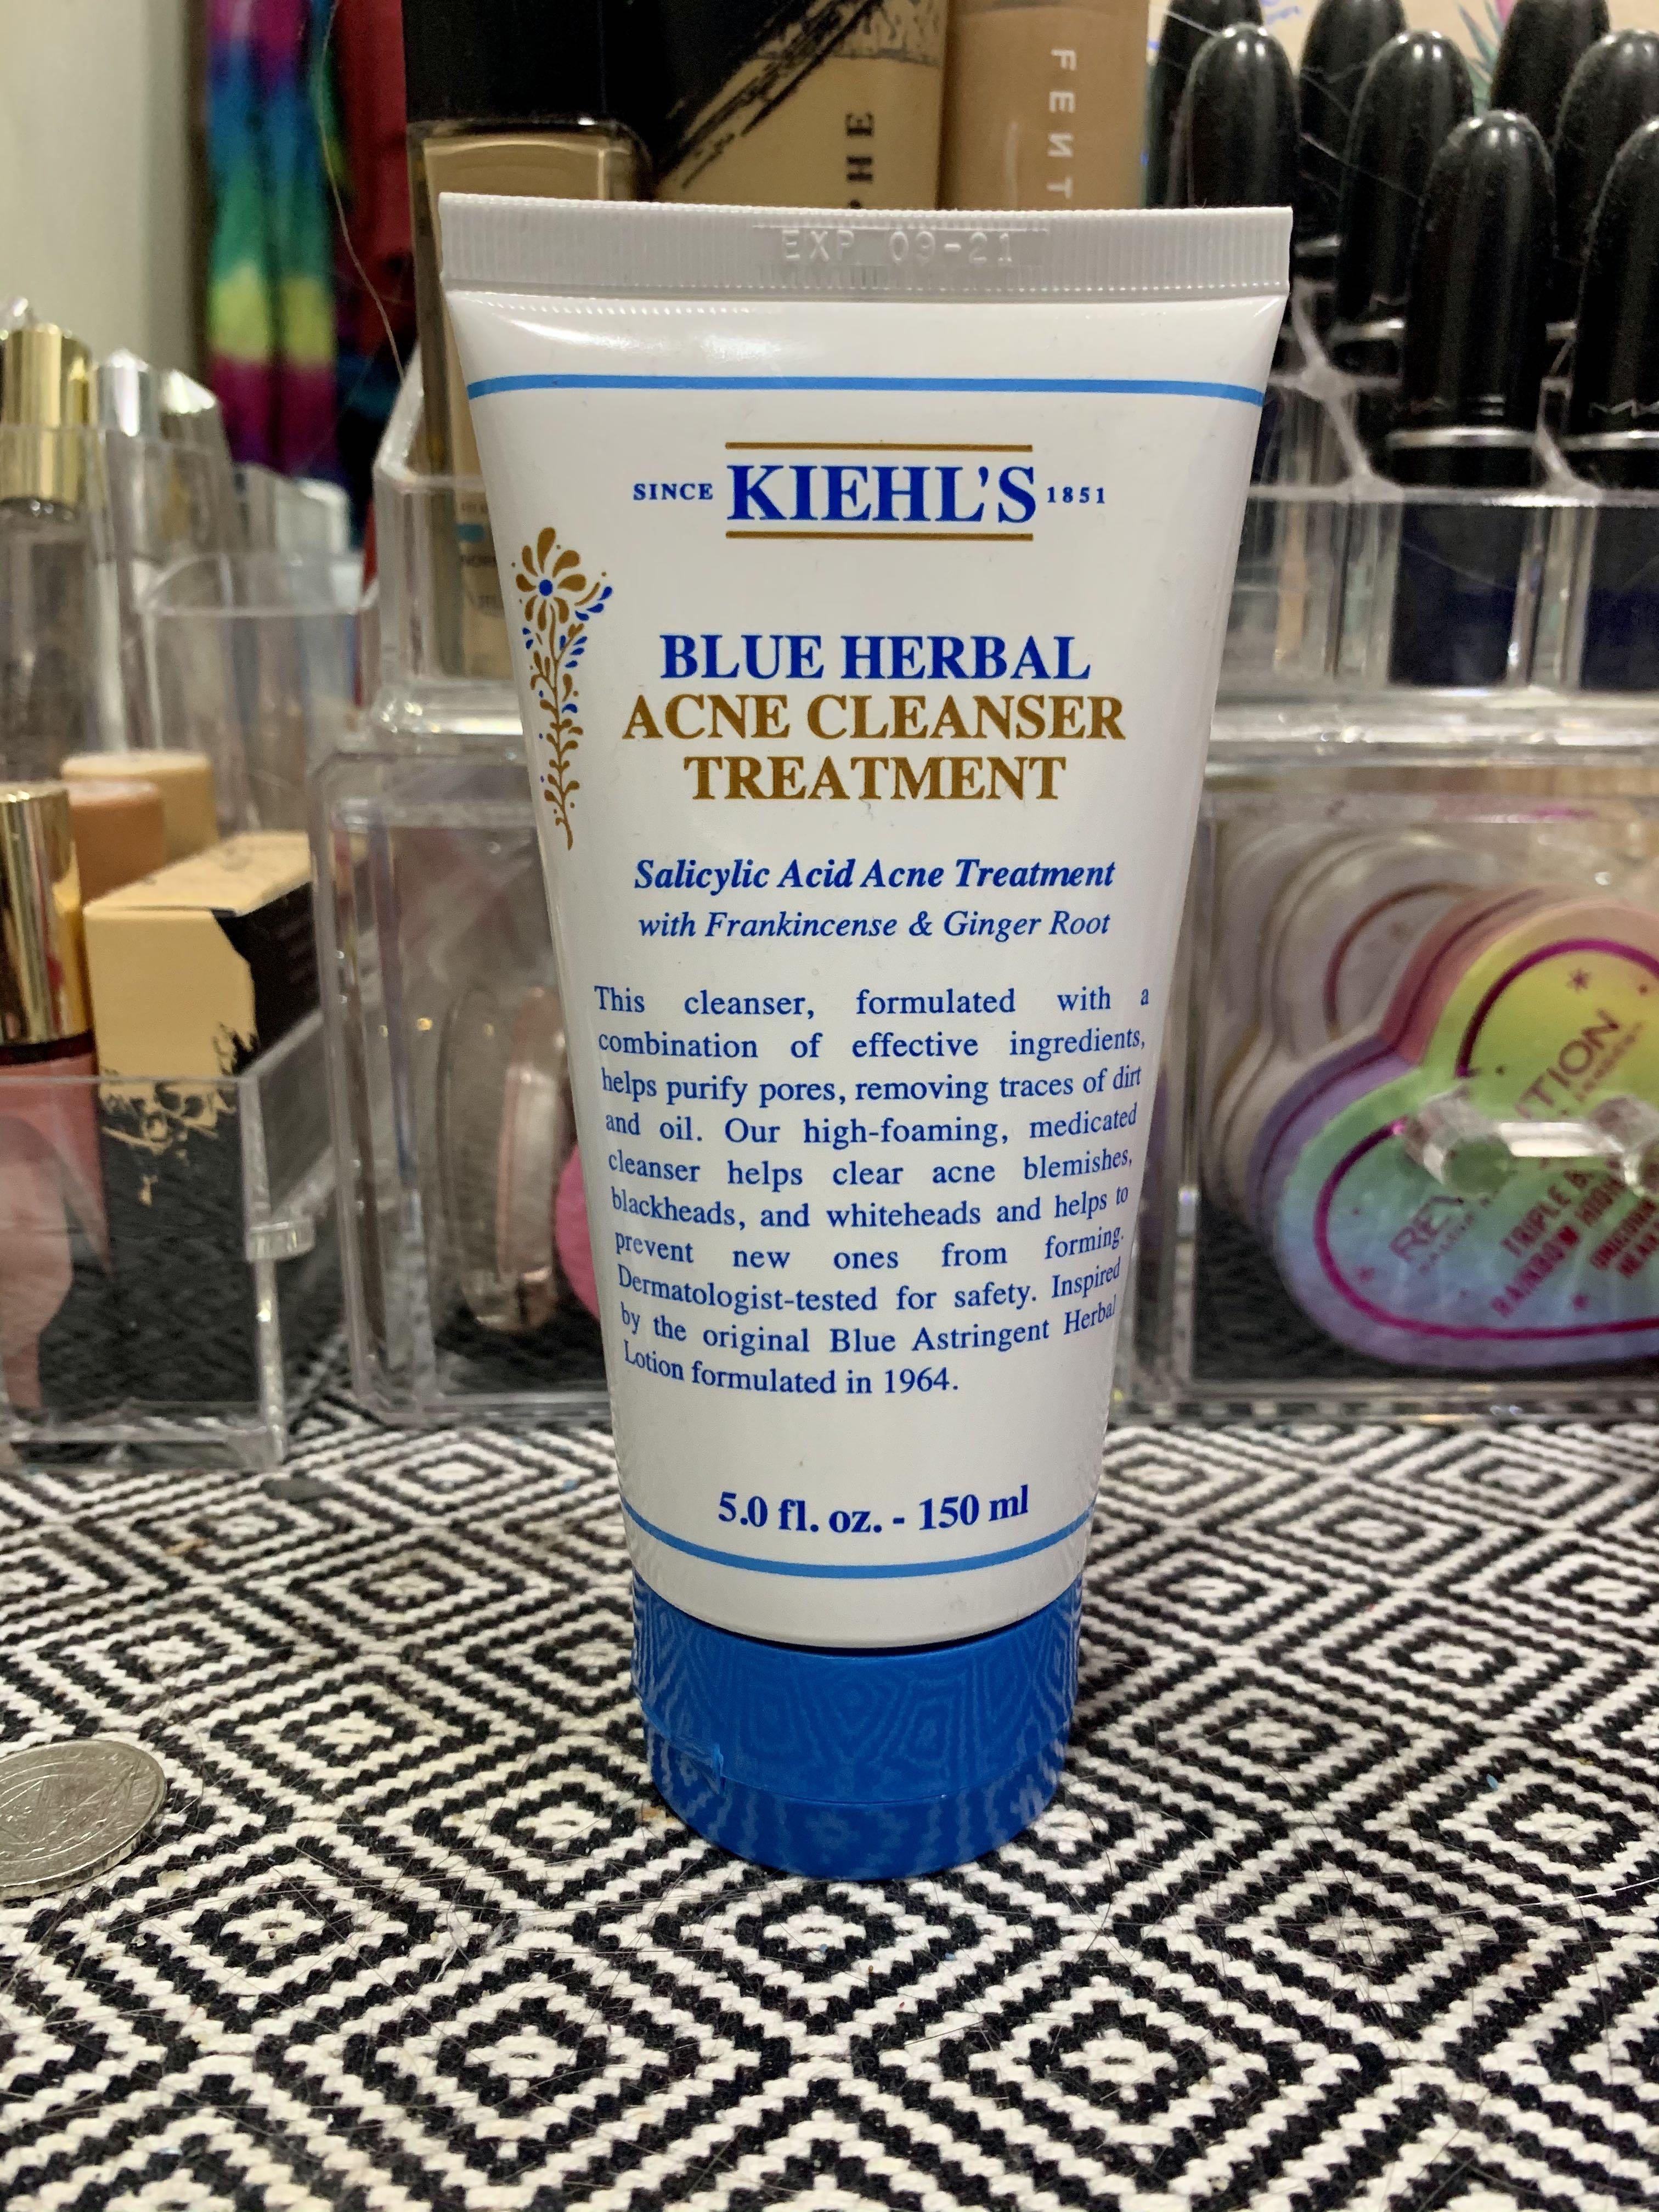 FENT
EXP 09-21
SINCE KIEHL'S 1851
BLUE HERBAL
ACNE CLEANSER
TREATMENT
Salicylic Acid Acne Treatment
with Frankincense & Ginger Root
This cleanser, formulated with a
combination of effective ingredients,
helps purify pores, removing traces of dirt
and oil. Our high-foaming, medicated
cleanser helps clear acne blemishes,
blackheads, and whiteheads and helps to
prevent new ones from forming.
Dermatologist-tested for safety. Inspired
by the original Blue Astringent Herbal
Lotion formulated in 1964.
5.0 fl. oz. - 150 ml
TRIPLE
RAINBOW